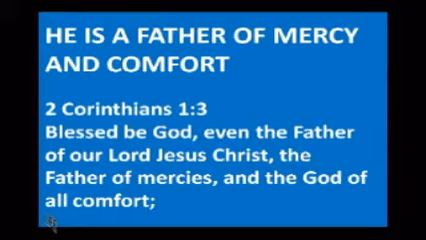 HE IS A FATHER OF MERCY
AND COMFORT
2 Corinthians 1:3
Blessed be God, even the Father
of our Lord Jesus Christ, the
Father of mercies, and the God of
all comfort;